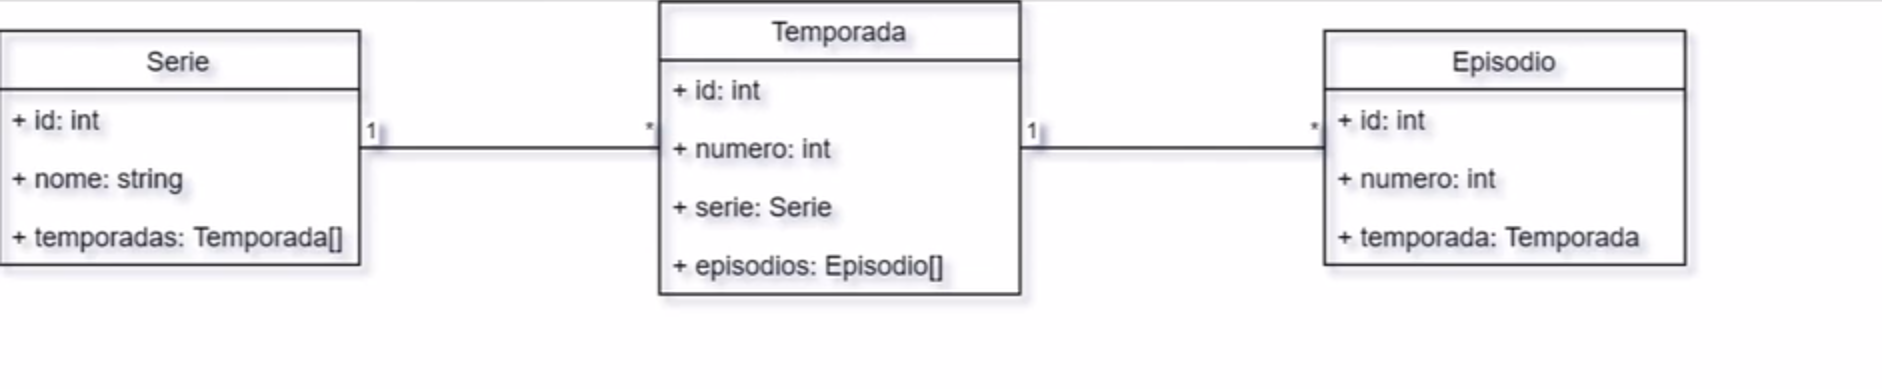 Serie
+ id: int
+ nome: string
+ temporadas: Temporada[]
1
*
Temporada
+ id: int
+ numero: int
+ serie: Serie
+ episodios: Episodio[]
1
*
Episodio
+ id: int
+ numero: int
+ temporada: Temporada